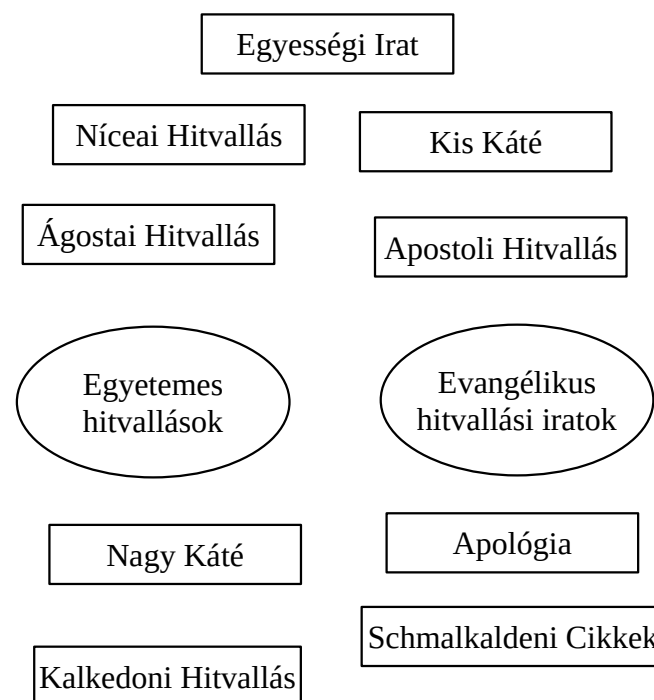 Egyességi Irat
Níceai Hitvallás
Kis Káté
Ágostai Hitvallás
Apostoli Hitvallás
Egyetemes
hitvallások
Evangélikus
hitvallási iratok
Nagy Káté
Apológia
Schmalkaldeni Cikkek
Kalkedoni Hitvallás